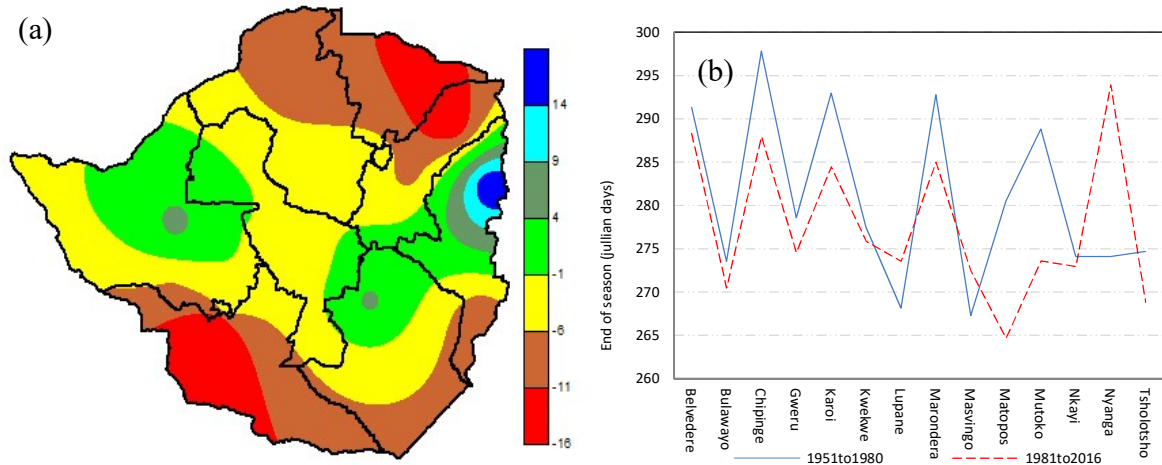 (a)
14
9
4
-1
-6
-11
-16
(b)
End of season (jullian days)
300
295
290
285
280
275
270
265
260
Belvedere
Bulawayo
Chipinge
Gweru
Karoi
Kwekwe
Lupane
Marondera
Masvingo
Matopos
Mutoko
Nkayi
Nyanga
Tsholotsho
1951to1980
1981to2016